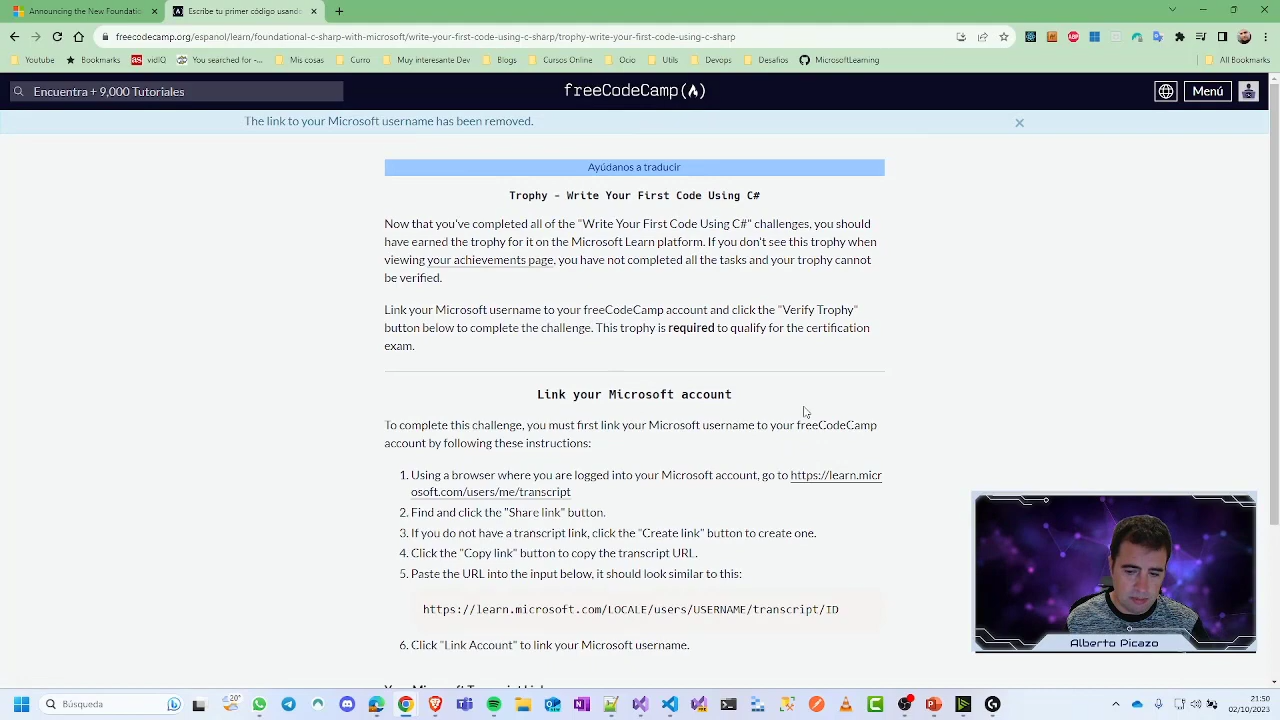 Announcing the New Foundatio
Escribe tu primer código usando
freecodecamp.org/espanol/learn/foundational-c-sharp-with-microsoft/write-your-first-code-using-c-sharp/trophy-write-your-first-code-using-c-sharp
Youtube
Bookmarks
vidIQ
You searched for -...
Mis cosas
Curro
Muy interesante Dev
Blogs
Cursos Online
Ocio
Utils
Devops
Desafios
MicrosoftLearning
All Bookmarks
Encuentra + 9,000 Tutoriales
freeCodeCamp
Menú
The link to your Microsoft username has been removed.
Ayúdanos a traducir
Trophy - Write Your First Code Using C#
Now that you've completed all of the "Write Your First Code Using C#" challenges, you should
have earned the trophy for it on the Microsoft Learn platform. If you don't see this trophy when
viewing your achievements page, you have not completed all the tasks and your trophy cannot
be verified.
Link your Microsoft username to your freeCodeCamp account and click the "Verify Trophy"
button below to complete the challenge. This trophy is required to qualify for the certification
exam.
Link your Microsoft account
To complete this challenge, you must first link your Microsoft username to your freeCodeCamp
account by following these instructions:
1. Using a browser where you are logged into your Microsoft account, go to https://learn.micr
osoft.com/users/me/transcript
2. Find and click the "Share link" button.
3. If you do not have a transcript link, click the "Create link" button to create one.
4. Click the "Copy link" button to copy the transcript URL.
5. Paste the URL into the input below, it should look similar to this:
https://learn.microsoft.com/LOCALE/users/USERNAME/transcript/ID
6. Click "Link Account" to link your Microsoft username.
Alberto Picazo
Búsqueda
20°
21:50
02/10/2023